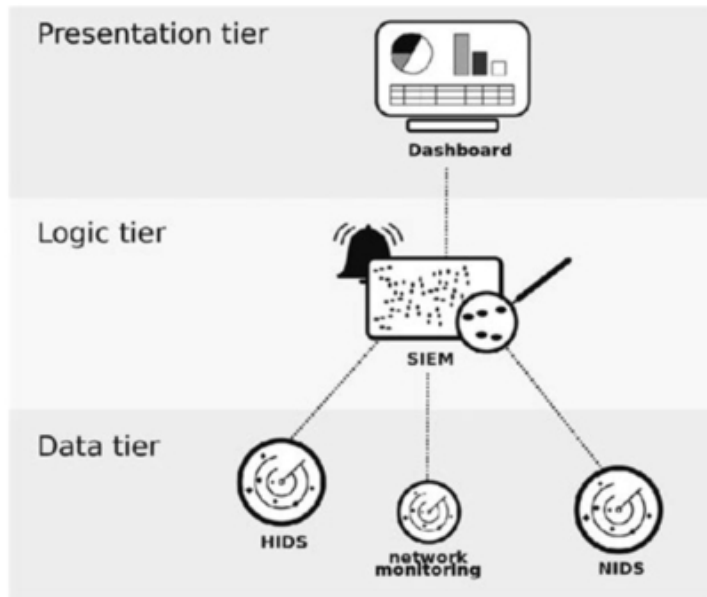 Presentation tier
Dashboard
Logic tier
SIEM
Data tier
HIDS
network
monitoring
NIDS